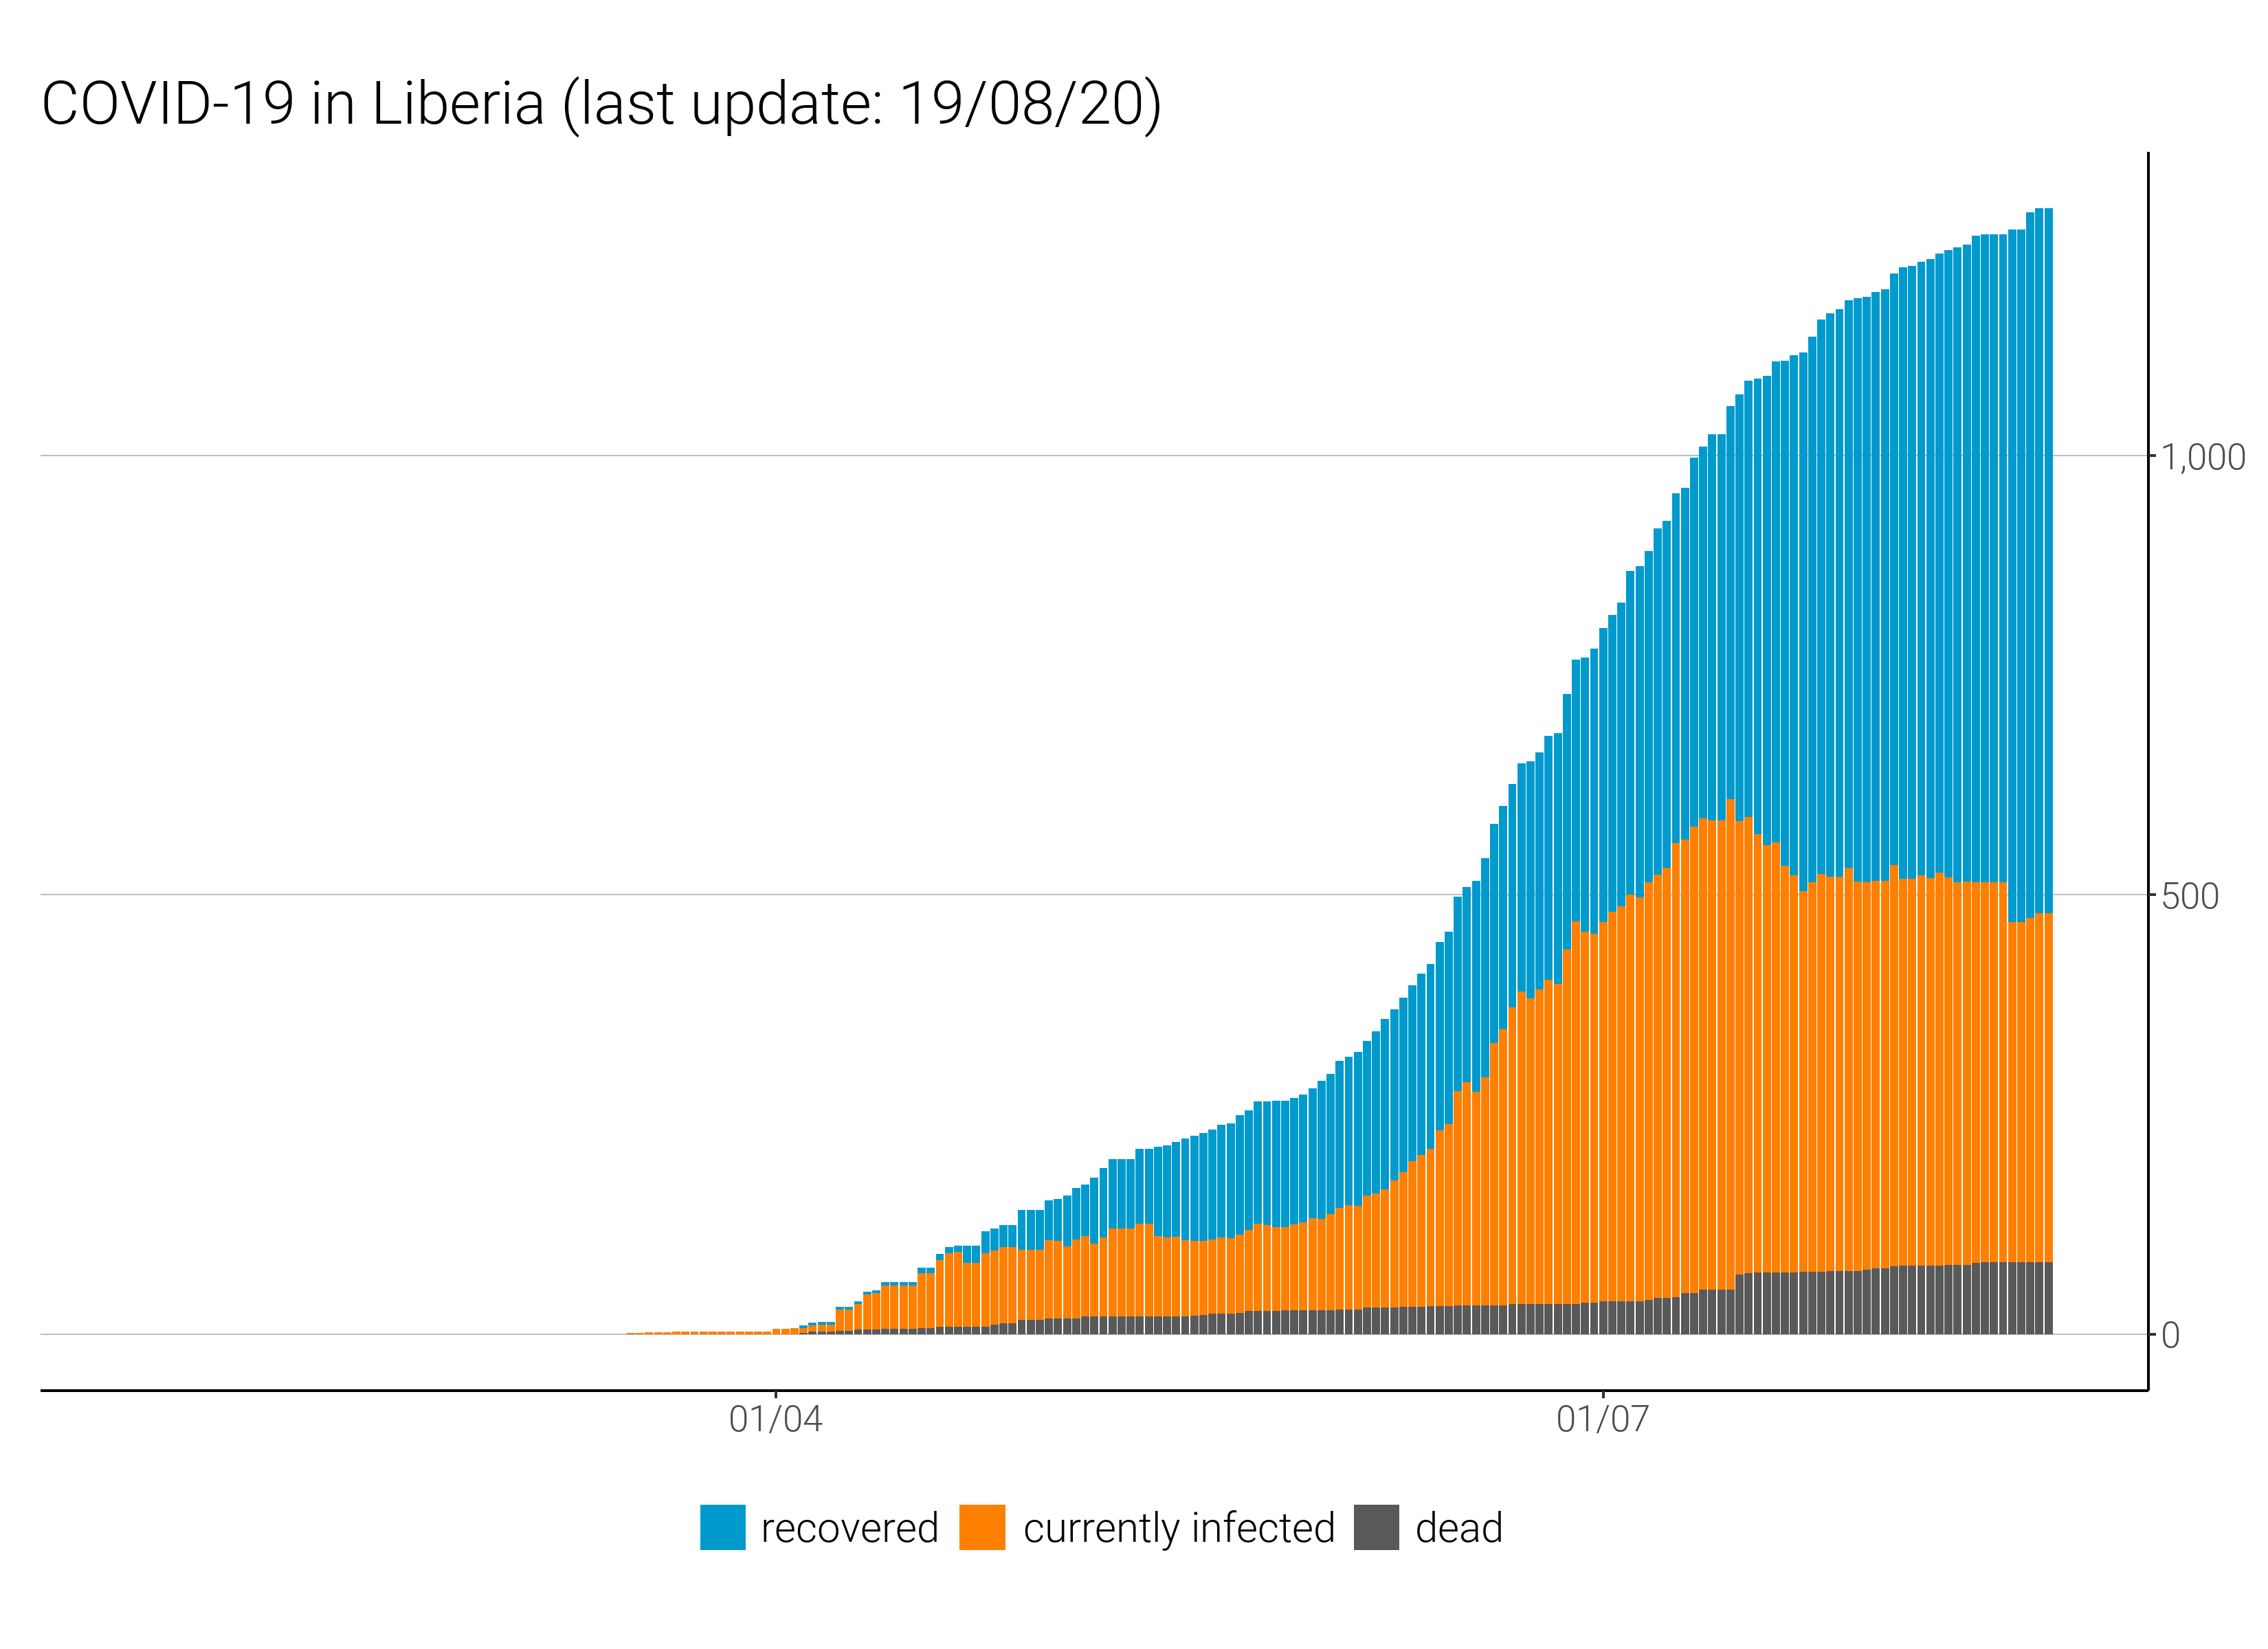 COVID-19 in Liberia (last update: 19/08/20)
1,000
500
0
01/04 01/07
recovered currently infected dead